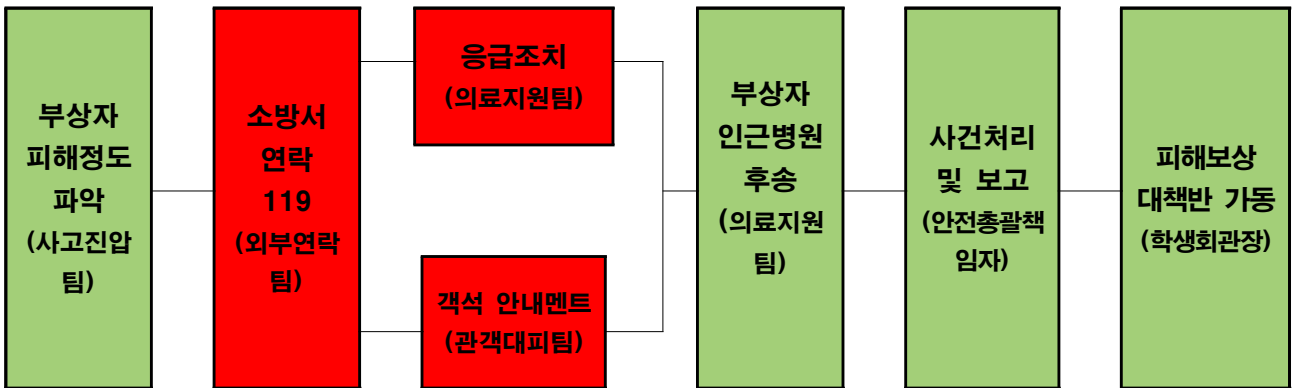 부상자
피해정도
파악
(사고진압
팀)
소방서
연락
119
(외부연락
팀)
응급조치
(의료지원팀)
객석 안내멘트
(관객대피팀)
부상자
인근병원
후송
(의료지원
팀)
사건처리
및 보고
(안전총괄책
임자)
피해보상
대책반 가동
(학생회관장)